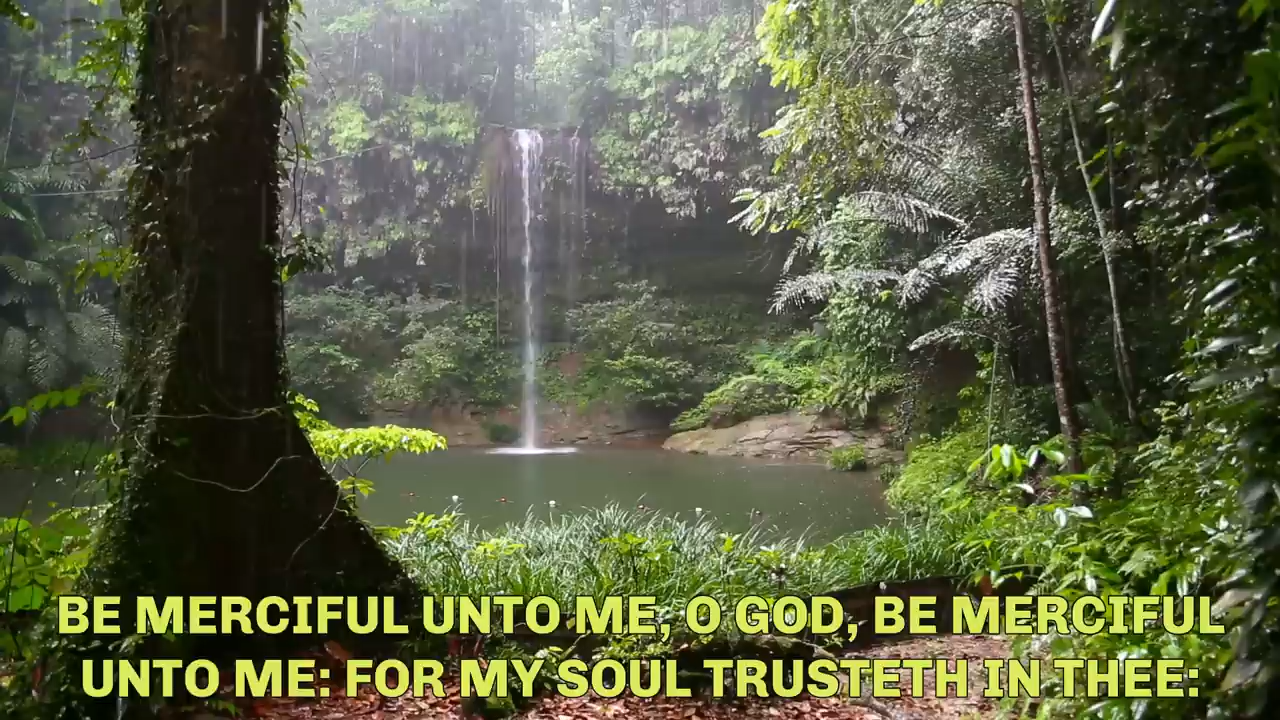 BE MERCIFUL UNTO ME, O GOD, BE MERCIFUL
UNTO ME: FOR MY SOUL TRUSTETH IN THEE: